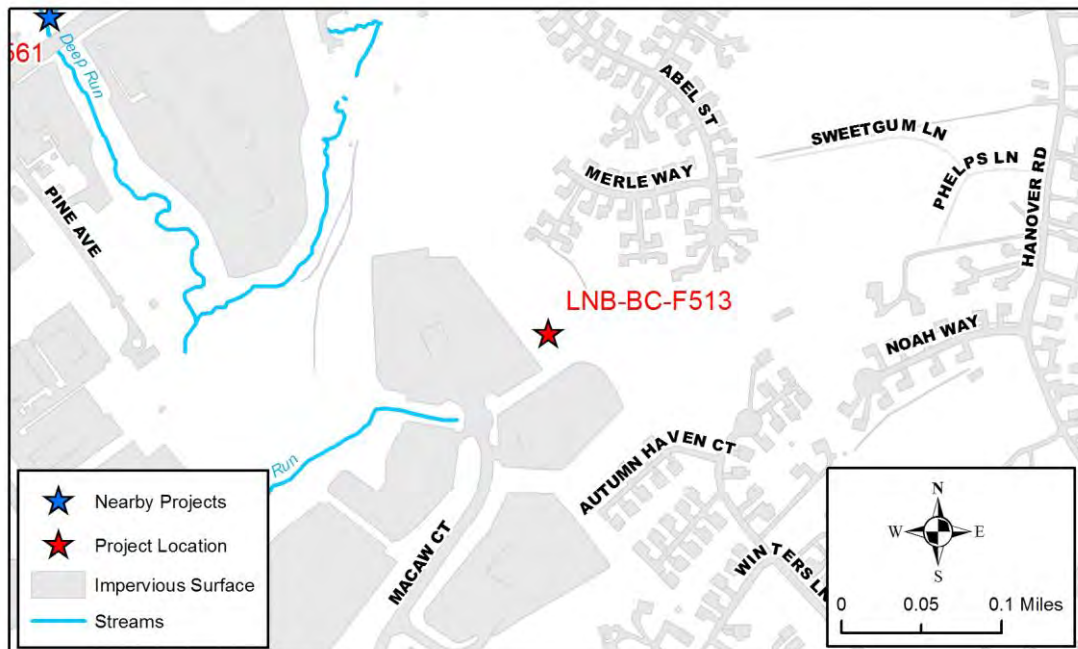 561
Deep Run
PINE AVE
ABEL ST
MERLE WAY
SWEETGUM LN
PHELPS LN
HANOVER RD
LNB-BC-F513
NOAH WAY
AUTUMN HAVEN CT
Run
MACAW CT
WINTERS LN
Nearby Projects
Project Location
Impervious Surface
Streams
N
W E
S
0 0.05 0.1 Miles